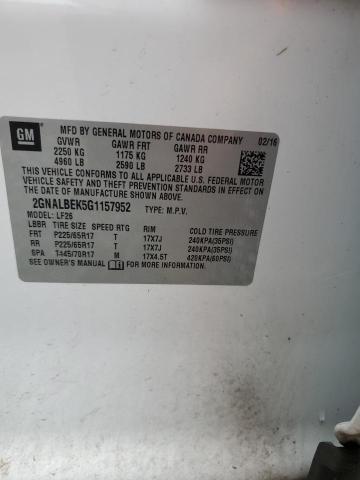 GM
MFD BY GENERAL MOTORS OF CANADA COMPANY 02/16
GVWR GAWR FRT GAWR RR
2250 KG 1175 KG 1240 KG
4960 LB 2590 LB 2733 LB
THIS VEHICLE CONFORMS TO ALL APPLICABLE U.S. FEDERAL MOTOR
VEHICLE SAFETY AND THEFT PREVENTION STANDARDS IN EFFECT
ON THE DATE OF MANUFACTURE SHOWN ABOVE.
2GNALBEK5G1157952 TYPE: M.P.V.
MODEL: LF26
LBBR TIRE SIZE SPEED RTG RIM COLD TIRE PRESSURE
FRT P225/65R17 T 17X7J 240KPA(35PSI)
RR P225/65R17 T 17X7J 240KPA(35PSI)
SPA T145/70R17 M 17X4.5T 420KPA(60PSI)
SEE OWNER'S MANUAL FOR MORE INFORMATION.